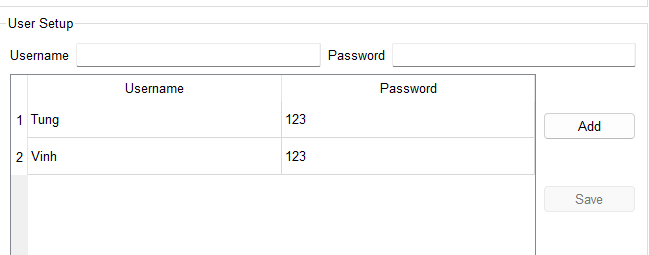 User Setup
Username Password
Username Password
1 Tung 123
Add
2 Vinh 123
Save